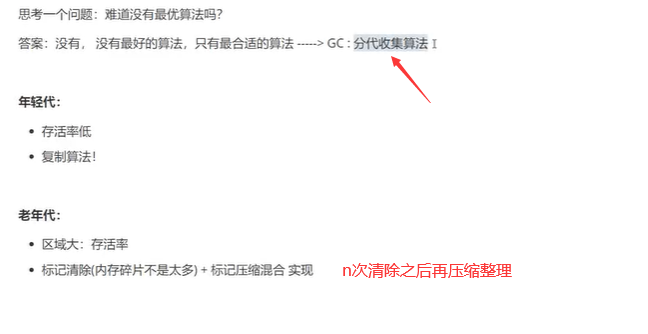 思考一个问题：难道没有最优算法吗？
答案：没有， 没有最好的算法，只有最合适的算法 -----> GC : 分代收集算法
年轻代：
• 存活率低
• 复制算法！
老年代：
• 区域大：存活率
• 标记清除(内存碎片不是太多) + 标记压缩混合 实现 n次清除之后再压缩整理